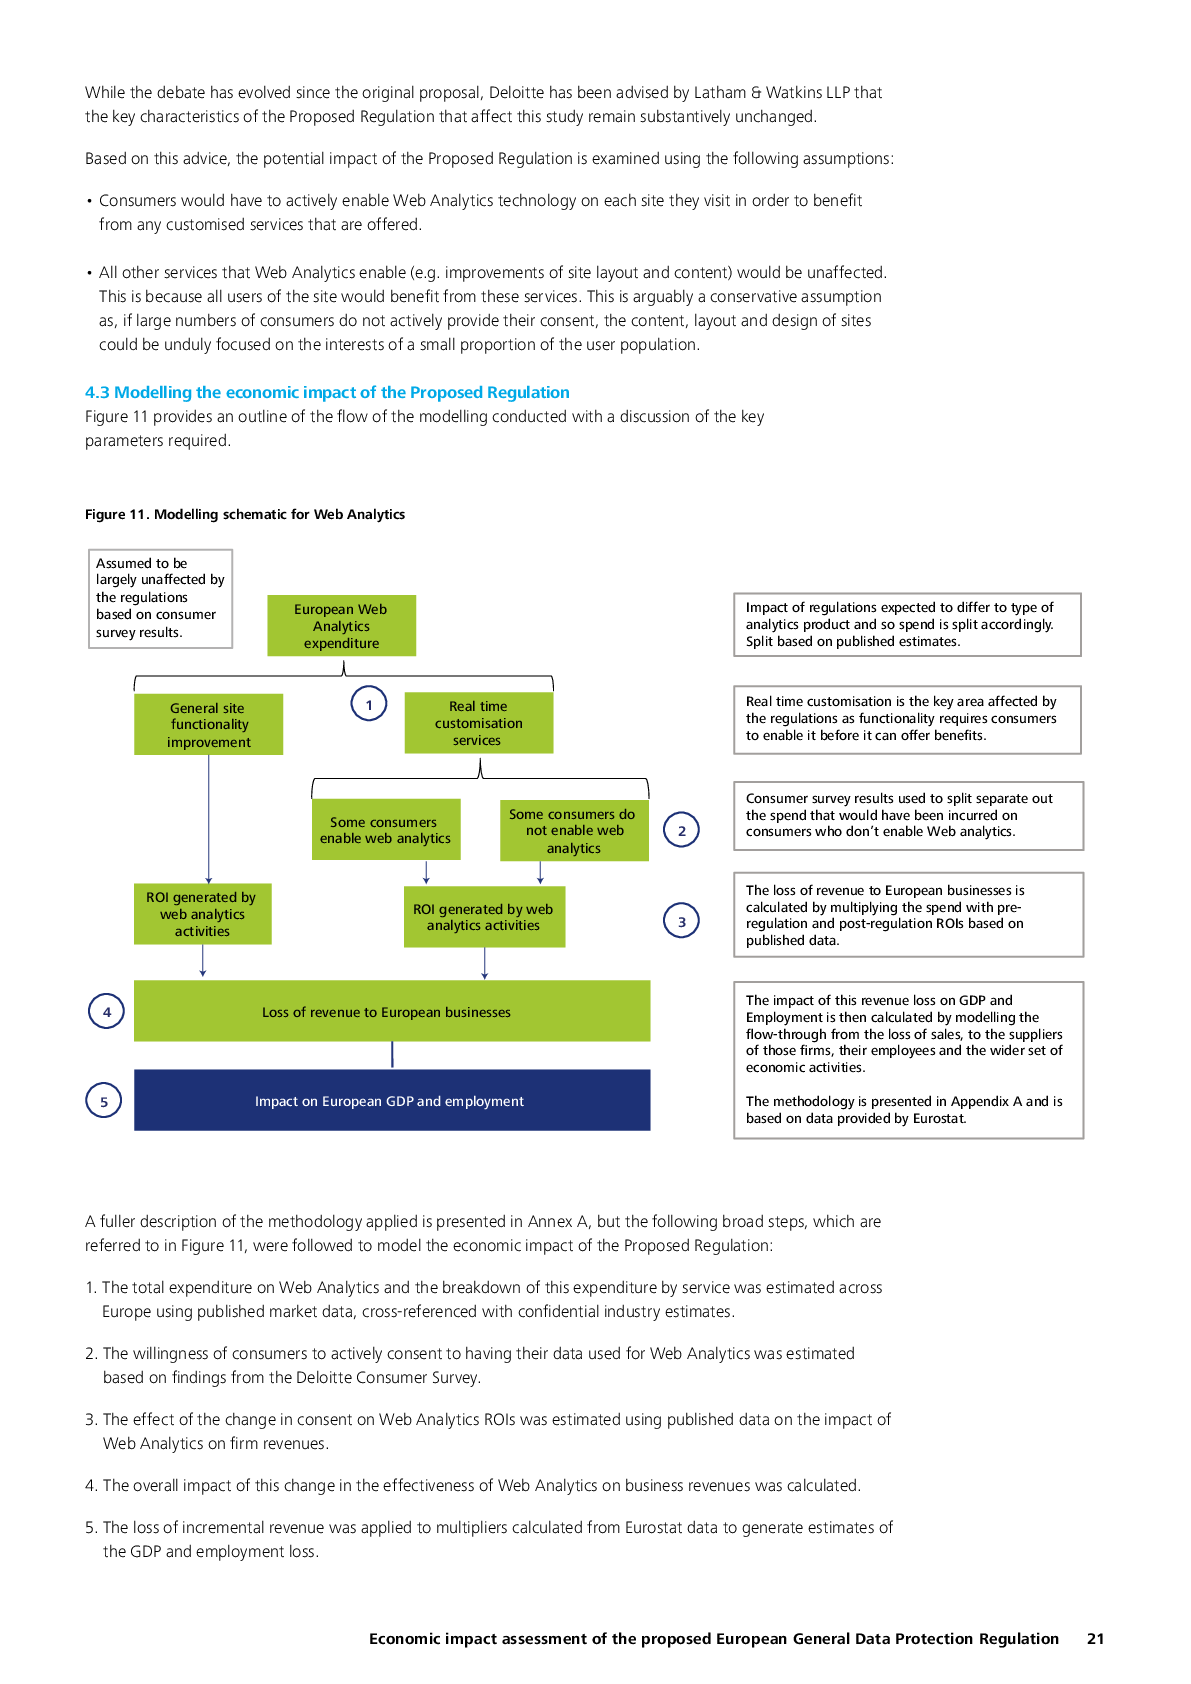 While the debate has evolved since the original proposal, Deloitte has been advised by Latham & Watkins LLP that
the key characteristics of the Proposed Regulation that affect this study remain substantively unchanged.
Based on this advice, the potential impact of the Proposed Regulation is examined using the following assumptions:
• Consumers would have to actively enable Web Analytics technology on each site they visit in order to benefit
from any customised services that are offered.
• All other services that Web Analytics enable (e.g. improvements of site layout and content) would be unaffected.
This is because all users of the site would benefit from these services. This is arguably a conservative assumption
as, if large numbers of consumers do not actively provide their consent, the content, layout and design of sites
could be unduly focused on the interests of a small proportion of the user population.
4.3 Modelling the economic impact of the Proposed Regulation
Figure 11 provides an outline of the flow of the modelling conducted with a discussion of the key
parameters required.
Figure 11. Modelling schematic for Web Analytics
Assumed to be
largely unaffected by
the regulations
based on consumer
survey results.
European Web
Analytics
expenditure
Impact of regulations expected to differ to type of
analytics product and so spend is split accordingly.
Split based on published estimates.
General site
functionality
improvement
1
Real time
customisation
services
Real time customisation is the key area affected by
the regulations as functionality requires consumers
to enable it before it can offer benefits.
Some consumers
enable web analytics
Some consumers do
not enable web
analytics
2
Consumer survey results used to split separate out
the spend that would have been incurred on
consumers who don’t enable Web analytics.
ROI generated by
web analytics
activities
ROI generated by web
analytics activities
3
The loss of revenue to European businesses is
calculated by multiplying the spend with pre-
regulation and post-regulation ROIs based on
published data.
4
Loss of revenue to European businesses
The impact of this revenue loss on GDP and
Employment is then calculated by modelling the
flow-through from the loss of sales, to the suppliers
of those firms, their employees and the wider set of
economic activities.
The methodology is presented in Appendix A and is
based on data provided by Eurostat.
5
Impact on European GDP and employment
A fuller description of the methodology applied is presented in Annex A, but the following broad steps, which are
referred to in Figure 11, were followed to model the economic impact of the Proposed Regulation:
1. The total expenditure on Web Analytics and the breakdown of this expenditure by service was estimated across
Europe using published market data, cross-referenced with confidential industry estimates.
2. The willingness of consumers to actively consent to having their data used for Web Analytics was estimated
based on findings from the Deloitte Consumer Survey.
3. The effect of the change in consent on Web Analytics ROIs was estimated using published data on the impact of
Web Analytics on firm revenues.
4. The overall impact of this change in the effectiveness of Web Analytics on business revenues was calculated.
5. The loss of incremental revenue was applied to multipliers calculated from Eurostat data to generate estimates of
the GDP and employment loss.
Economic impact assessment of the proposed European General Data Protection Regulation 21